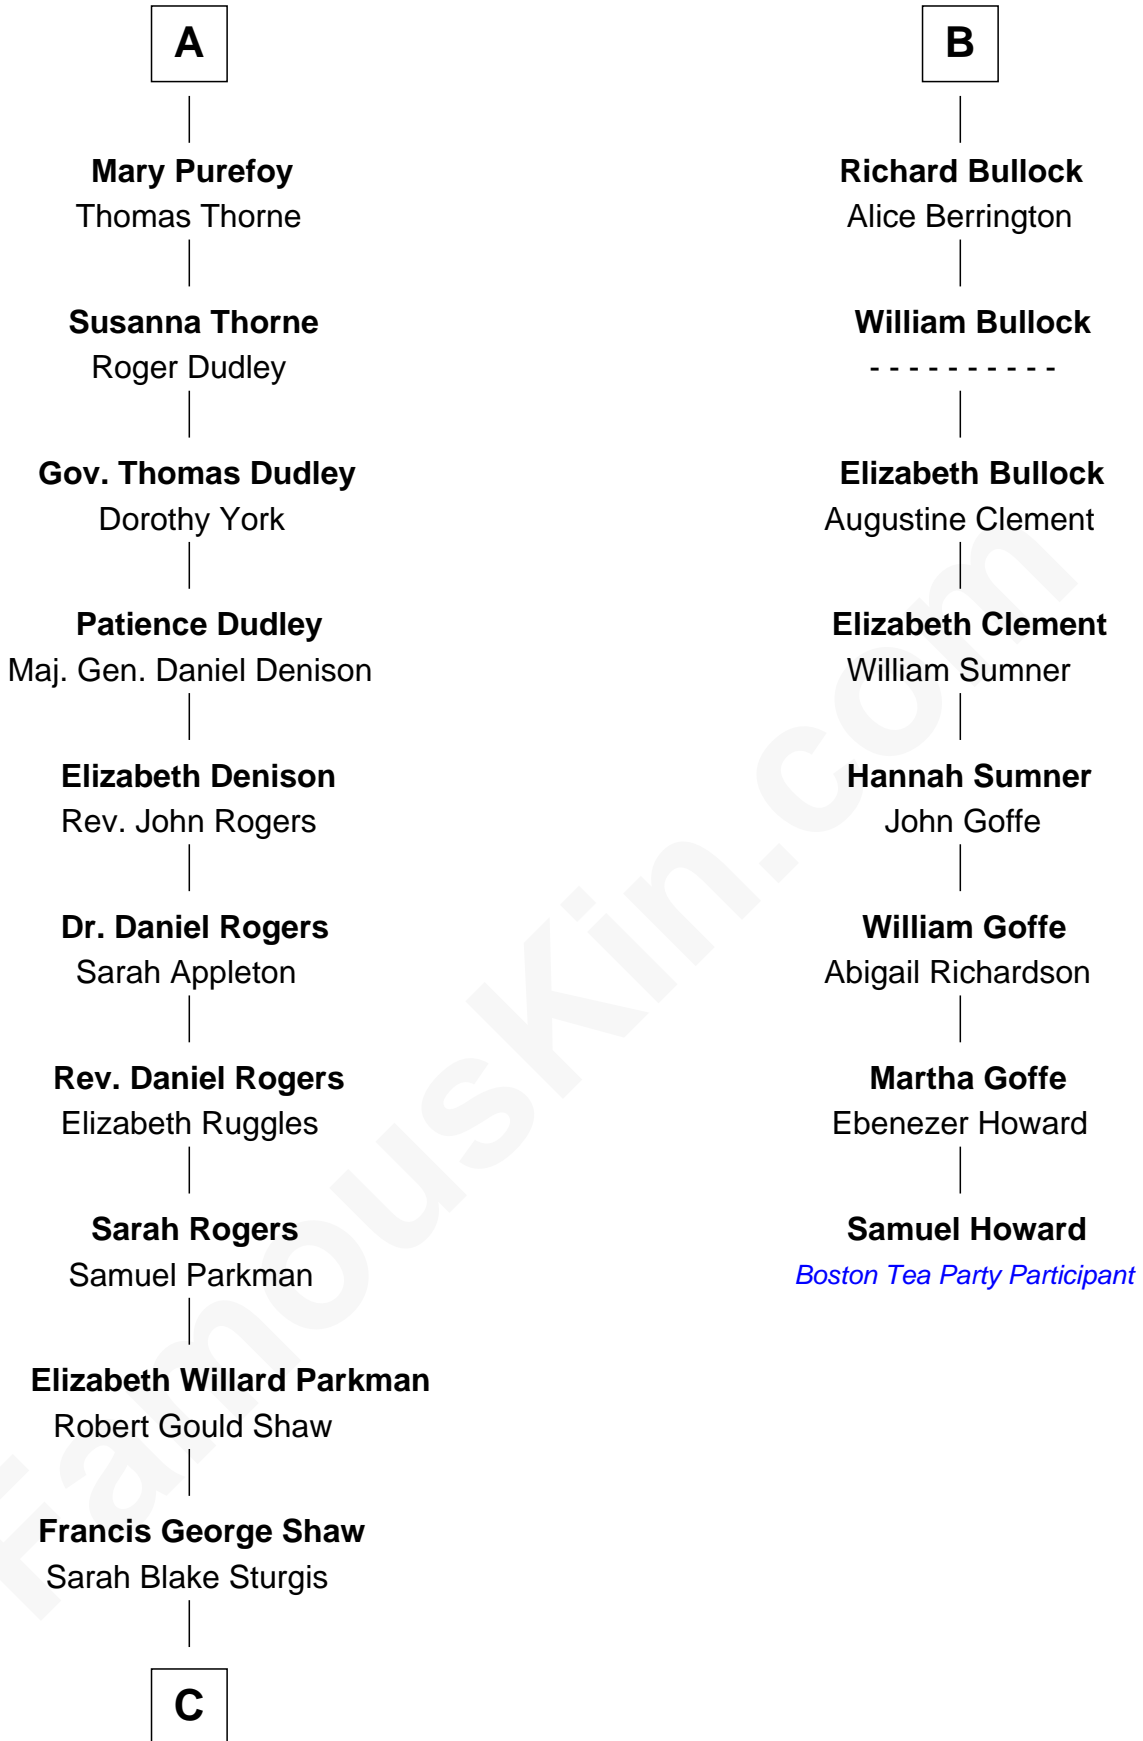 A
Mary Purefoy
Thomas Thorne
Susanna Thorne
Roger Dudley
Gov. Thomas Dudley
Dorothy York
Patience Dudley
Maj. Gen. Daniel Denison
Elizabeth Denison
Rev. John Rogers
Dr. Daniel Rogers
Sarah Appleton
Rev. Daniel Rogers
Elizabeth Ruggles
Sarah Rogers
Samuel Parkman
Elizabeth Willard Parkman
Robert Gould Shaw
Francis George Shaw
Sarah Blake Sturgis
C
B
Richard Bullock
Alice Berrington
William Bullock
- - - - - - - - - -
Elizabeth Bullock
Augustine Clement
Elizabeth Clement
William Sumner
Hannah Sumner
John Goffe
William Goffe
Abigail Richardson
Martha Goffe
Ebenezer Howard
Samuel Howard
Boston Tea Party Participant
FamousKin.com